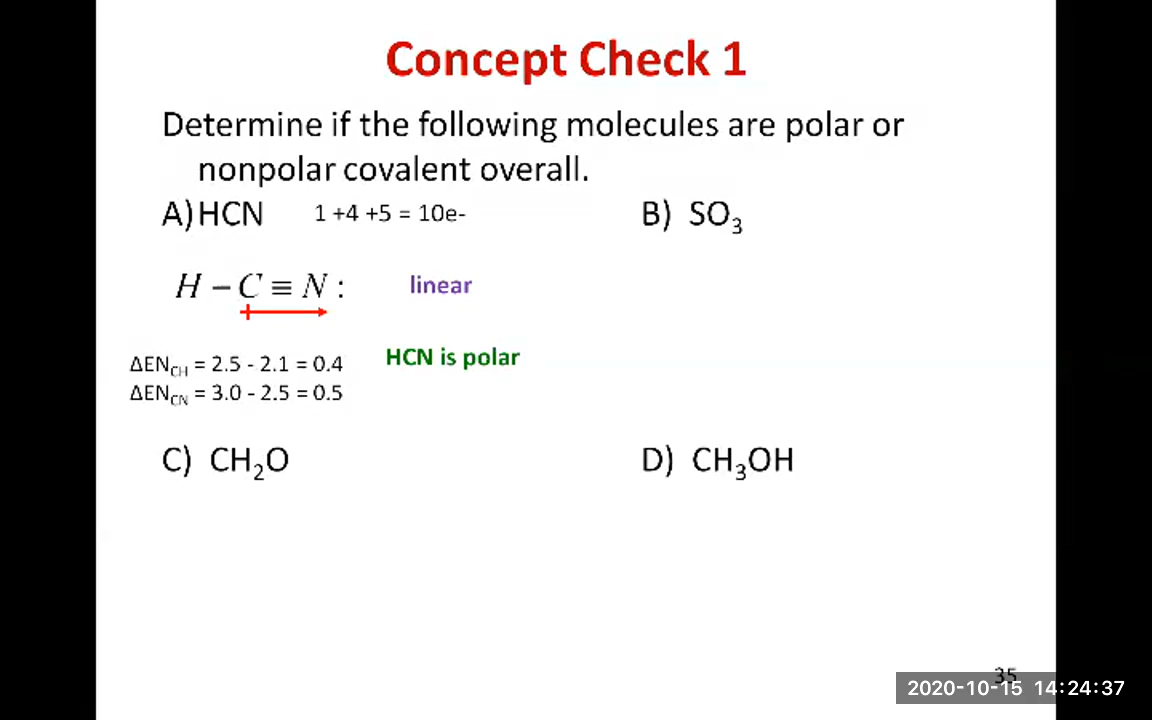 Concept Check 1
Determine if the following molecules are polar or
nonpolar covalent overall.
A) HCN 1 +4 +5 = 10e-
B) SO₃
H – C ≡ N :
linear
ΔEN_CH = 2.5 - 2.1 = 0.4
HCN is polar
ΔEN_CN = 3.0 - 2.5 = 0.5
C) CH₂O
D) CH₃OH
35
2020-10-15 14:24:37